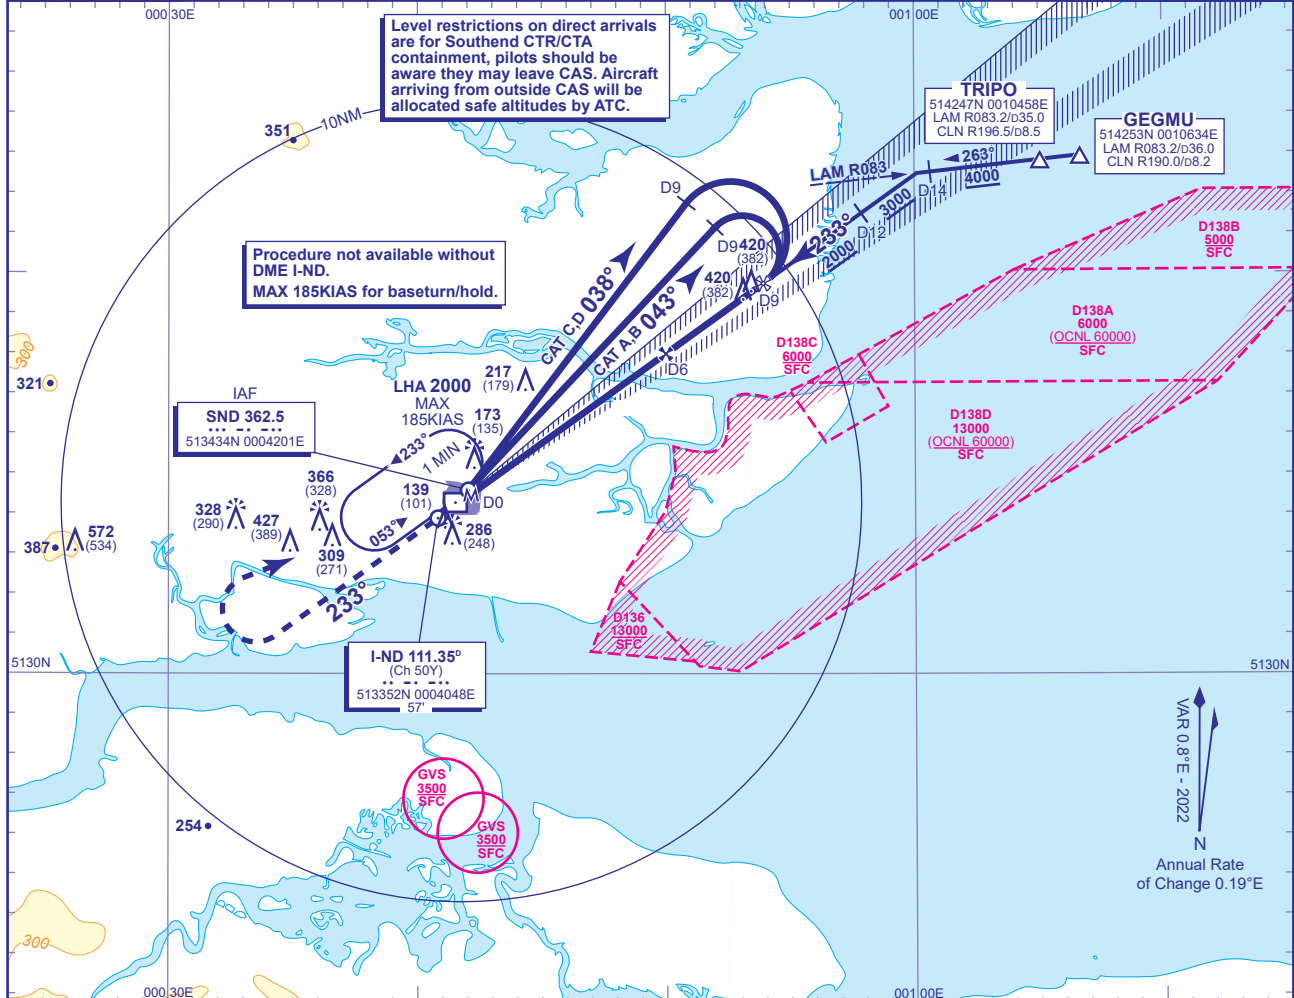 000 30E
001 00E
Level restrictions on direct arrivals
are for Southend CTR/CTA
containment, pilots should be
aware they may leave CAS. Aircraft
arriving from outside CAS will be
allocated safe altitudes by ATC.
TRIPO
514247N 0010458E
LAM R083.2/D35.0
CLN R196.5/D8.5
GEGMU
514253N 0010634E
LAM R083.2/D36.0
CLN R190.0/D8.2
351
10NM
LAM R083
263°
4000
D14
3000
D12
233°
2000
D9
D9
420
(382)
420
(382)
D9
D6
Procedure not available without
DME I-ND.
MAX 185KIAS for baseturn/hold.
CAT C,D 038°
CAT A,B 043°
D138B
5000
SFC
D138A
6000
(OCNL 60000)
SFC
D138C
6000
SFC
D138D
13000
(OCNL 60000)
SFC
300
321
217
(179)
LHA 2000
MAX
185KIAS
173
(135)
IAF
SND 362.5
··· −· −··
513434N 0004201E
233°
1 MIN
053°
139
(101)
D0
366
(328)
328
(290)
427
(389)
309
(271)
286
(248)
387
572
(534)
233°
D136
13000
SFC
I-ND 111.35D
(Ch 50Y)
·· −· −··
513352N 0004048E
57'
5130N
5130N
VAR 0.8°E - 2022
N
Annual Rate
of Change 0.19°E
GVS
3500
SFC
GVS
3500
SFC
254
300
000 30E
001 00E